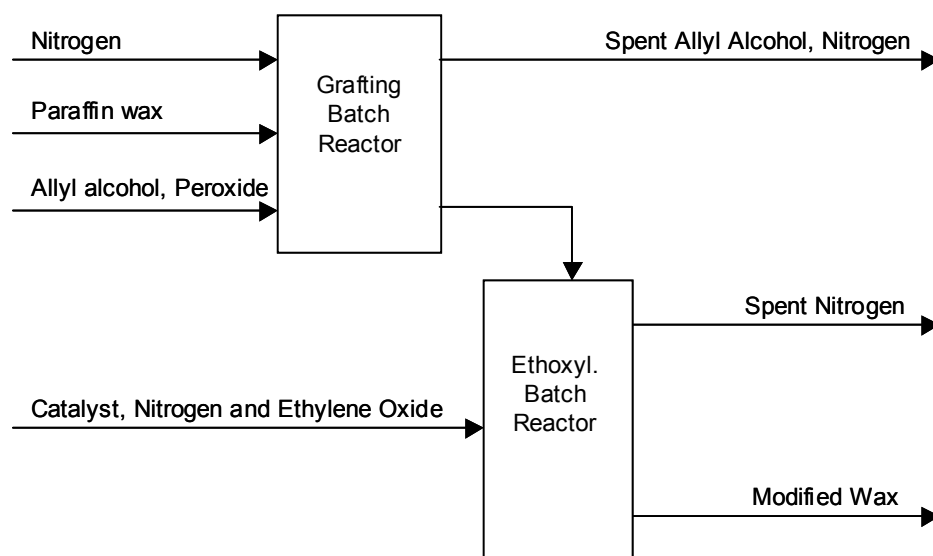 Nitrogen
Spent Allyl Alcohol, Nitrogen
Grafting
Batch
Reactor
Paraffin wax
Allyl alcohol, Peroxide
Spent Nitrogen
Ethoxyl.
Batch
Reactor
Catalyst, Nitrogen and Ethylene Oxide
Modified Wax